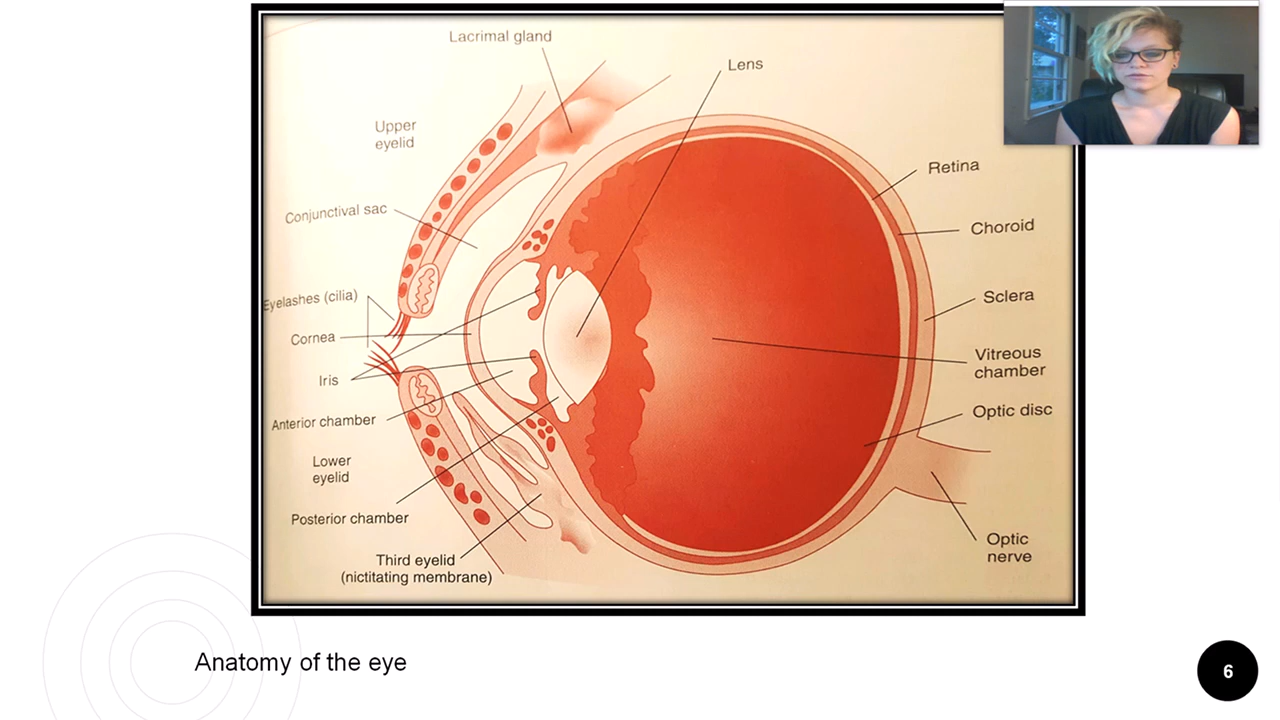 Lacrimal gland
Lens
Upper
eyelid
Retina
Conjunctival sac
Choroid
Eyelashes (cilia)
Sclera
Cornea
Vitreous
chamber
Iris
Optic disc
Anterior chamber
Lower
eyelid
Posterior chamber
Optic
nerve
Third eyelid
(nictitating membrane)
Anatomy of the eye
6